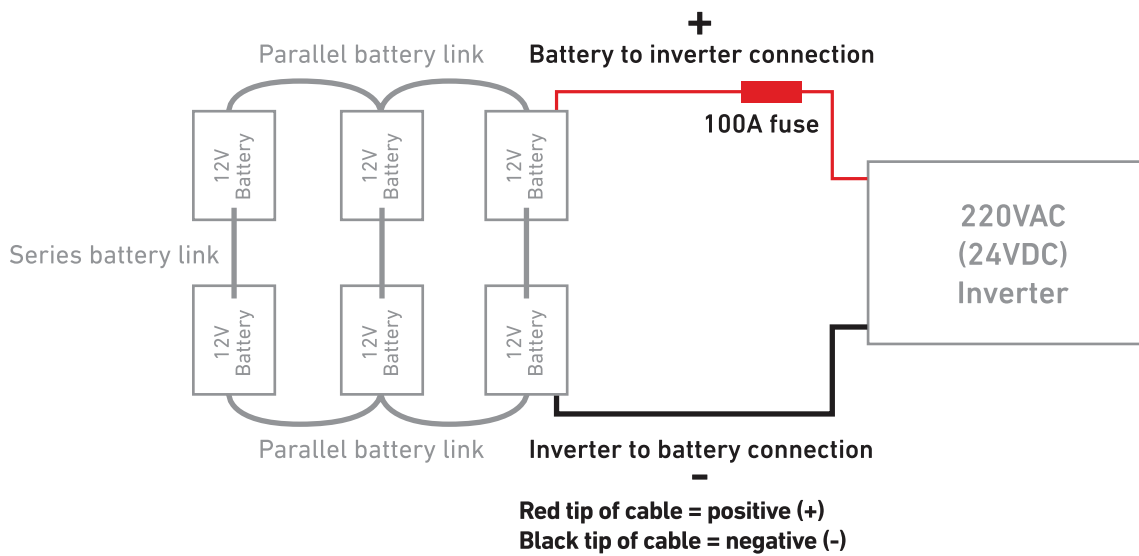 +
Parallel battery link
Battery to inverter connection
100A fuse
12V
Battery
12V
Battery
12V
Battery
220VAC
(24VDC)
Inverter
Series battery link
12V
Battery
12V
Battery
12V
Battery
Parallel battery link
Inverter to battery connection
–
Red tip of cable = positive (+)
Black tip of cable = negative (-)